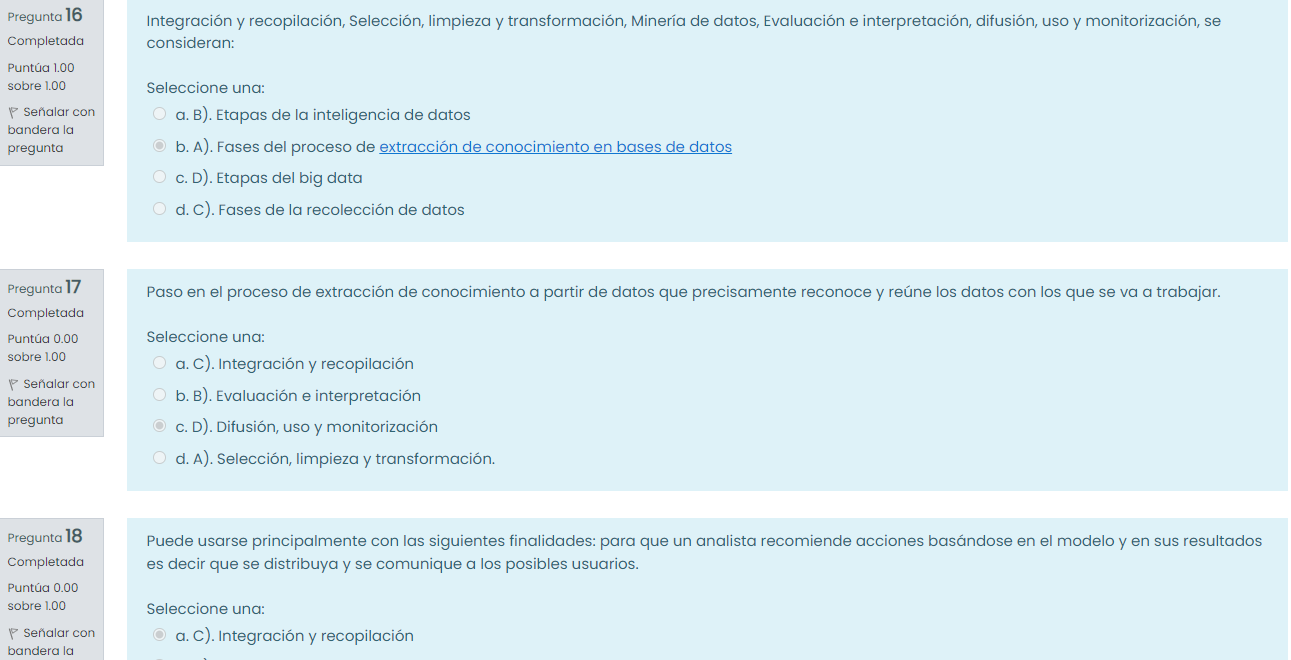 Pregunta 16
Completada
Puntúa 1.00
sobre 1.00
Señalar con
bandera la
pregunta
Integración y recopilación, Selección, limpieza y transformación, Minería de datos, Evaluación e interpretación, difusión, uso y monitorización, se
consideran:
Seleccione una:
a. B). Etapas de la inteligencia de datos
b. A). Fases del proceso de extracción de conocimiento en bases de datos
c. D). Etapas del big data
d. C). Fases de la recolección de datos
Pregunta 17
Completada
Puntúa 0.00
sobre 1.00
Señalar con
bandera la
pregunta
Paso en el proceso de extracción de conocimiento a partir de datos que precisamente reconoce y reúne los datos con los que se va a trabajar.
Seleccione una:
a. C). Integración y recopilación
b. B). Evaluación e interpretación
c. D). Difusión, uso y monitorización
d. A). Selección, limpieza y transformación.
Pregunta 18
Completada
Puntúa 0.00
sobre 1.00
Señalar con
bandera la
Puede usarse principalmente con las siguientes finalidades: para que un analista recomiende acciones basándose en el modelo y en sus resultados
es decir que se distribuya y se comunique a los posibles usuarios.
Seleccione una:
a. C). Integración y recopilación